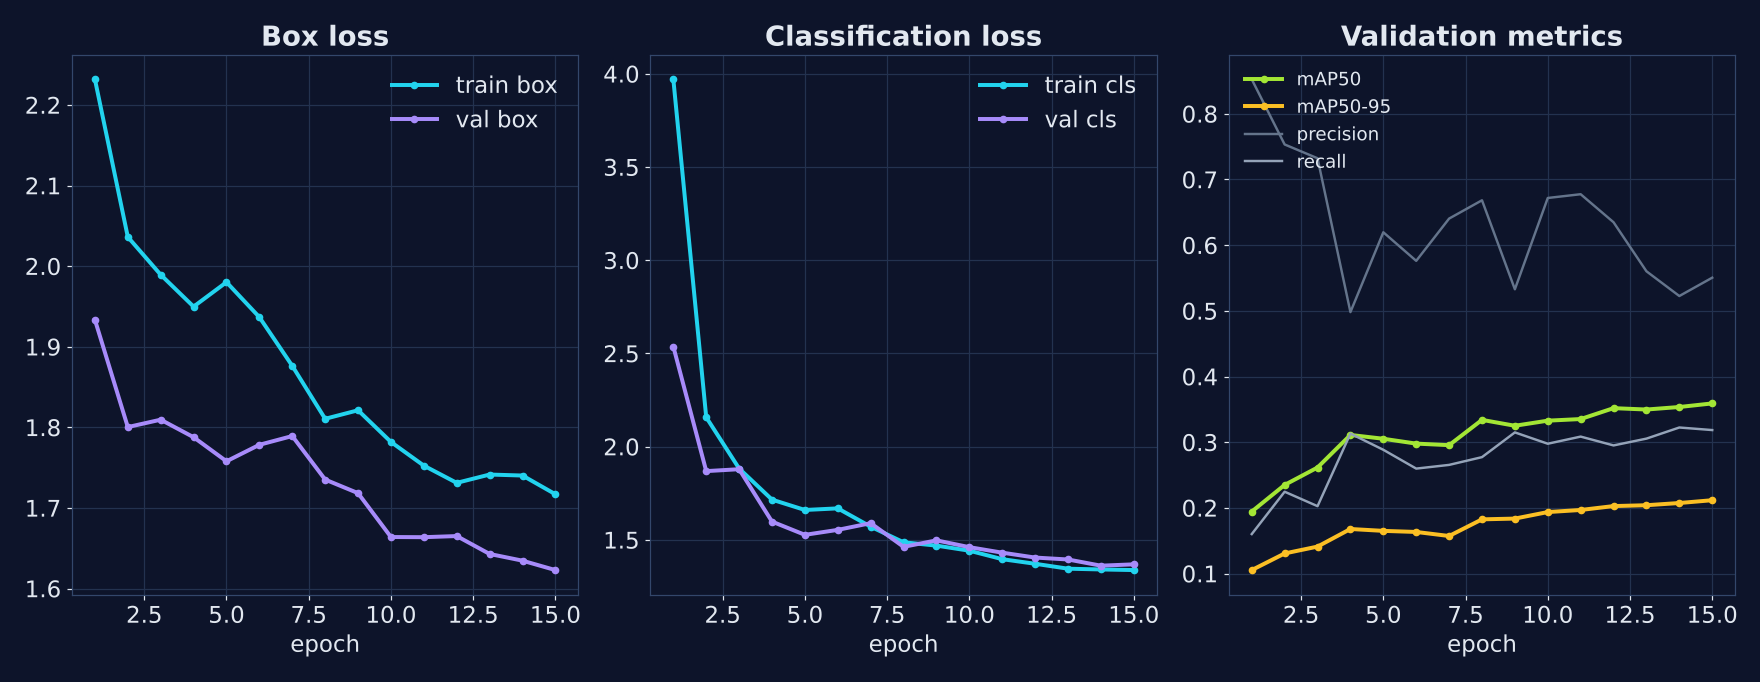 Box loss
train box
val box
2.2
2.1
2.0
1.9
1.8
1.7
1.6
2.5 5.0 7.5 10.0 12.5 15.0
epoch
Classification loss
train cls
val cls
4.0
3.5
3.0
2.5
2.0
1.5
2.5 5.0 7.5 10.0 12.5 15.0
epoch
Validation metrics
mAP50
mAP50-95
precision
recall
0.8
0.7
0.6
0.5
0.4
0.3
0.2
0.1
2.5 5.0 7.5 10.0 12.5 15.0
epoch